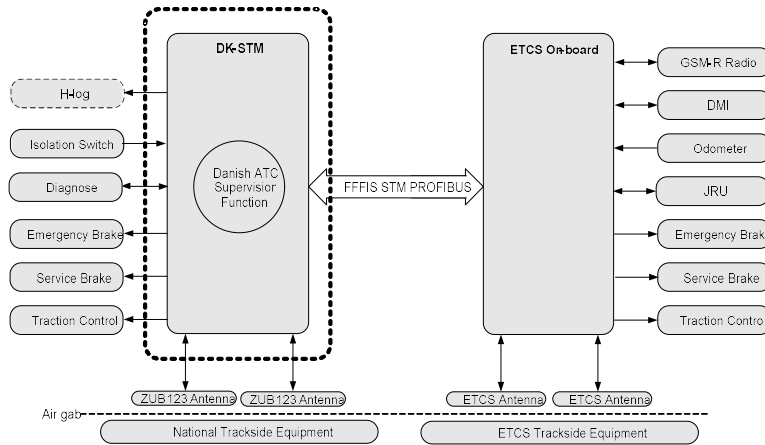 DK-STM
ETCS On-board
H-log
Isolation Switch
Diagnose
Emergency Brake
Service Brake
Traction Control
Danish ATC
Supervision
Function
FFFIS STM PROFIBUS
GSM-R Radio
DMI
Odometer
JRU
Emergency Brak
Service Brake
Traction Contro
ZUB123 Antenna
ZUB123 Antenna
ETCS Antenna
ETCS Antenna
Air gab
National Trackside Equipment
ETCS Trackside Equipment